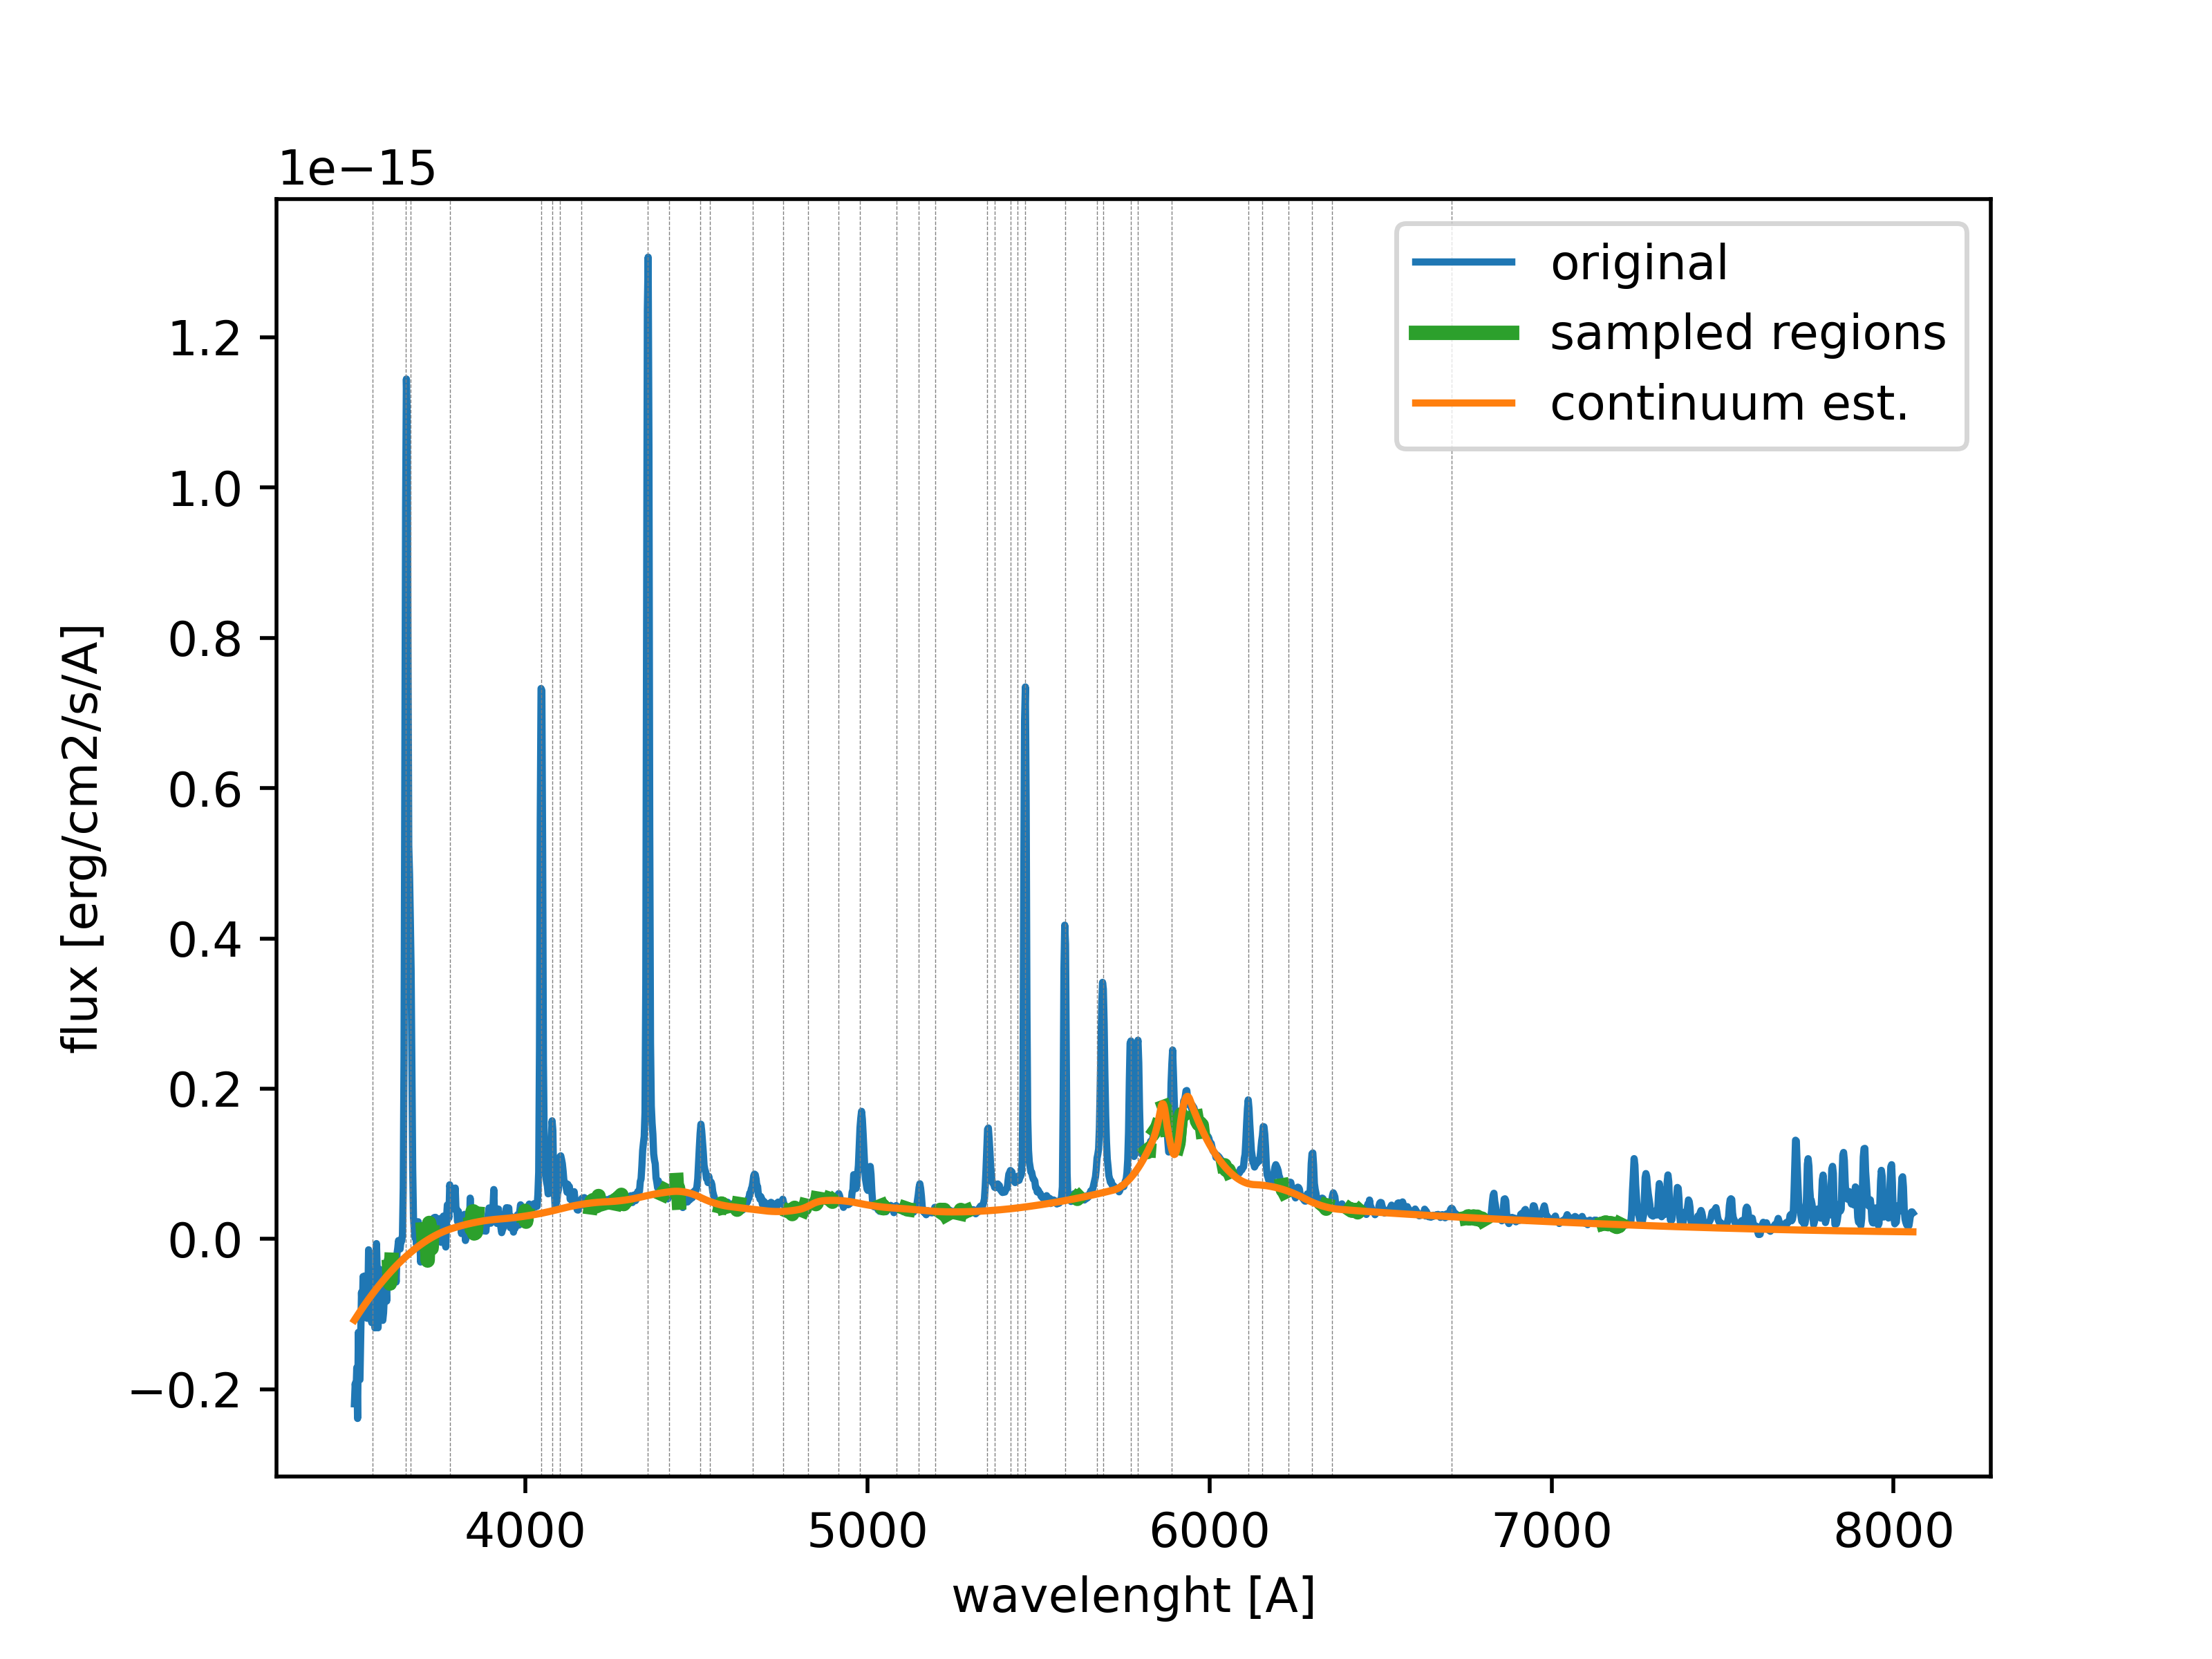 1e−15
original
sampled regions
continuum est.
1.2
1.0
0.8
0.6
0.4
0.2
0.0
−0.2
flux [erg/cm2/s/A]
4000 5000 6000 7000 8000
wavelenght [A]